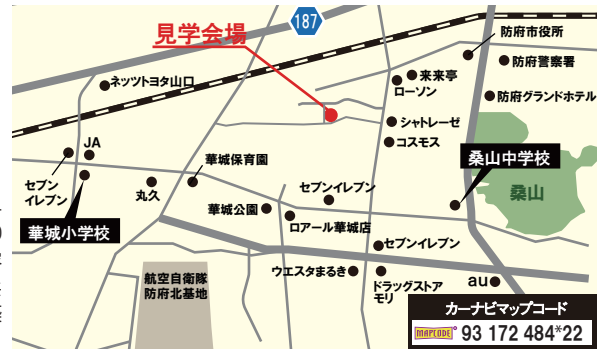 187
見学会場
防府市役所
来来亭
防府警察署
ネッツトヨタ山口
ローソン
防府グランドホテル
シャトレーゼ
コスモス
JA
華城保育園
桑山中学校
セブン
イレブン
丸久
セブンイレブン
桑山
華城公園
ロアール華城店
華城小学校
セブンイレブン
航空自衛隊
防府北基地
ウエスタまるき
ドラッグストア
モリ
au
カーナビマップコード
MAPCODE 93 172 484*22